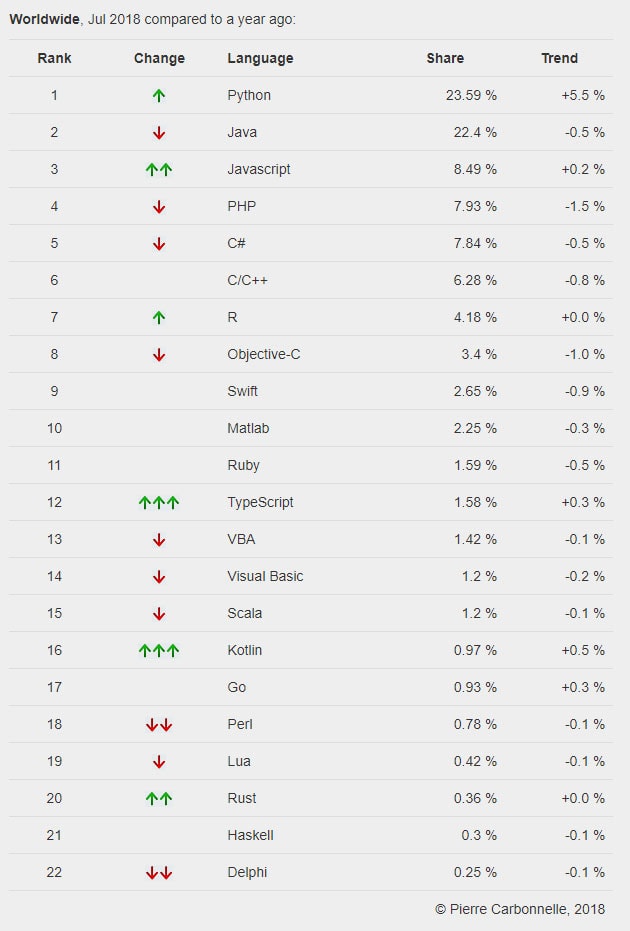 Worldwide, Jul 2018 compared to a year ago:
Rank Change Language Share Trend
1 ↑ Python 23.59 % +5.5 %
2 ↓ Java 22.4 % -0.5 %
3 ↑↑ Javascript 8.49 % +0.2 %
4 ↓ PHP 7.93 % -1.5 %
5 ↓ C# 7.84 % -0.5 %
6 C/C++ 6.28 % -0.8 %
7 ↑ R 4.18 % +0.0 %
8 ↓ Objective-C 3.4 % -1.0 %
9 Swift 2.65 % -0.9 %
10 Matlab 2.25 % -0.3 %
11 Ruby 1.59 % -0.5 %
12 ↑↑↑ TypeScript 1.58 % +0.3 %
13 ↓ VBA 1.42 % -0.1 %
14 ↓ Visual Basic 1.2 % -0.2 %
15 ↓ Scala 1.2 % -0.1 %
16 ↑↑↑ Kotlin 0.97 % +0.5 %
17 Go 0.93 % +0.3 %
18 ↓↓ Perl 0.78 % -0.1 %
19 ↓ Lua 0.42 % -0.1 %
20 ↑↑ Rust 0.36 % +0.0 %
21 Haskell 0.3 % -0.1 %
22 ↓↓ Delphi 0.25 % -0.1 %
© Pierre Carbonnelle, 2018